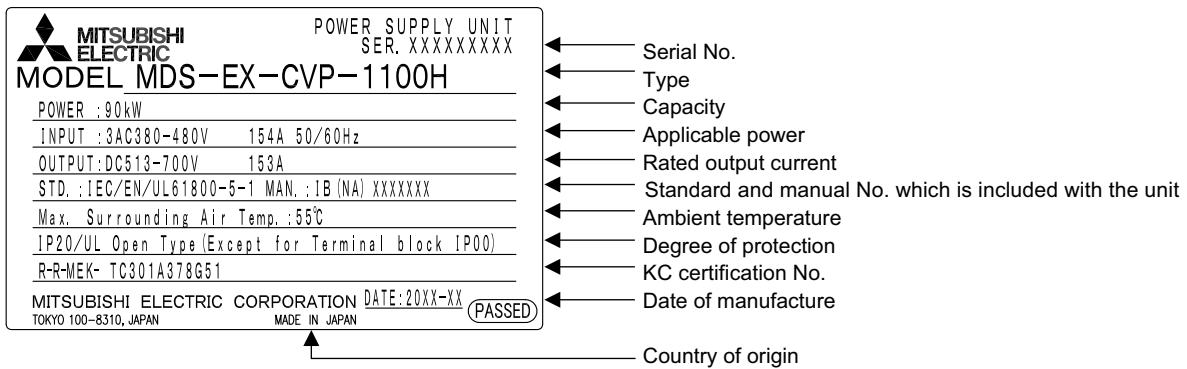 MITSUBISHI
ELECTRIC
POWER SUPPLY UNIT
SER. XXXXXXXXX
Serial No.
MODEL MDS-EX-CVP-1100H
Type
POWER :90kW
Capacity
INPUT :3AC380-480V 154A 50/60Hz
Applicable power
OUTPUT:DC513-700V 153A
Rated output current
STD. :IEC/EN/UL61800-5-1 MAN. :IB(NA)XXXXXXX
Standard and manual No. which is included with the unit
Max. Surrounding Air Temp. :55℃
Ambient temperature
IP20/UL Open Type(Except for Terminal block IP00)
Degree of protection
R-R-MEK- TC301A378G51
KC certification No.
MITSUBISHI ELECTRIC CORPORATION DATE:20XX-XX
Date of manufacture
TOKYO 100-8310, JAPAN MADE IN JAPAN
PASSED
Country of origin